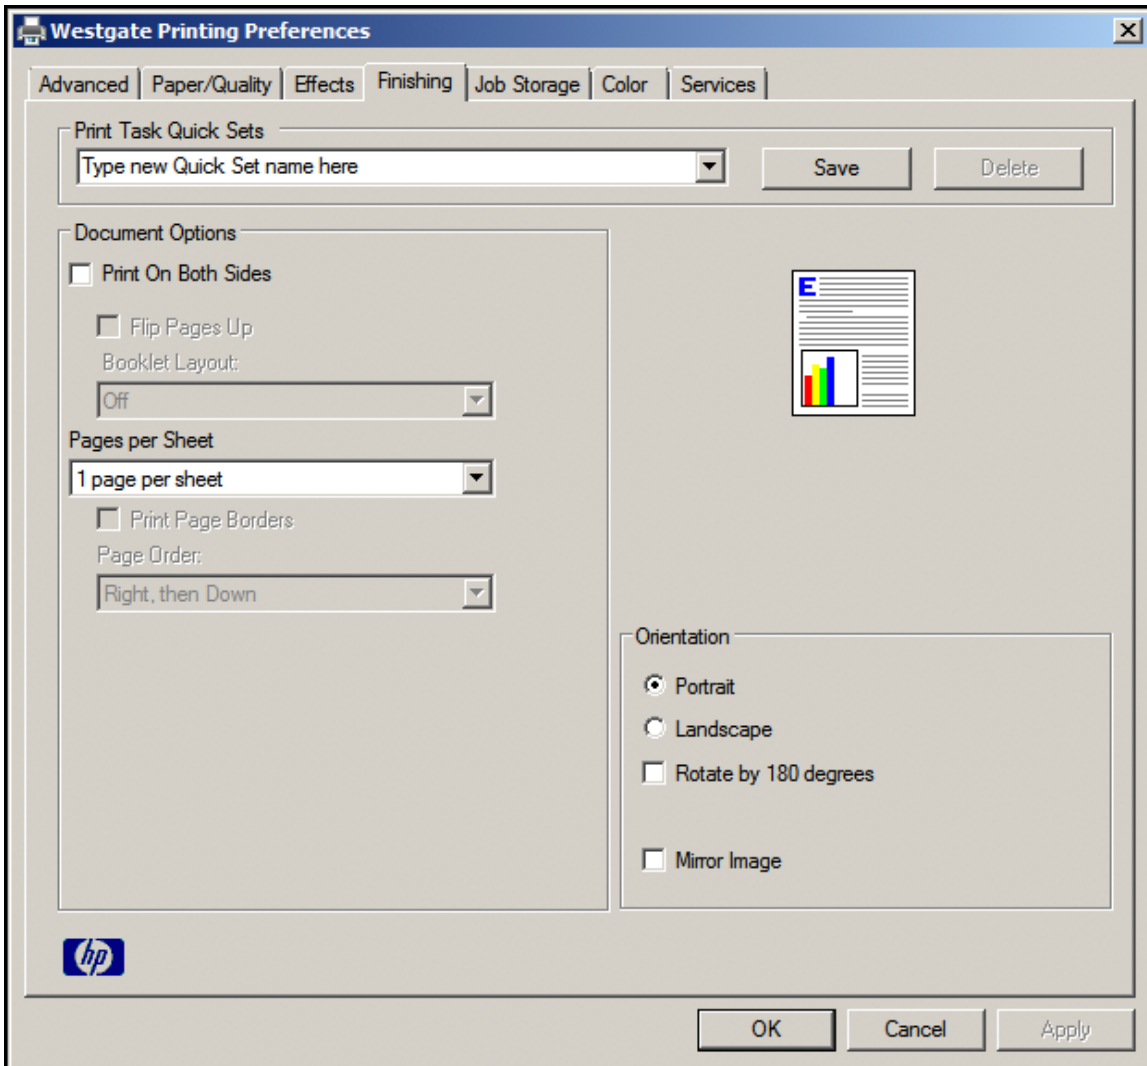 Westgate Printing Preferences
Advanced Paper/Quality Effects Finishing Job Storage Color Services
Print Task Quick Sets
Type new Quick Set name here Save Delete
Document Options
Print On Both Sides
E
Flip Pages Up
Booklet Layout:
Off
Pages per Sheet
1 page per sheet
Print Page Borders
Page Order:
Right, then Down
Orientation
Portrait
Landscape
Rotate by 180 degrees
Mirror Image
hp
OK Cancel Apply